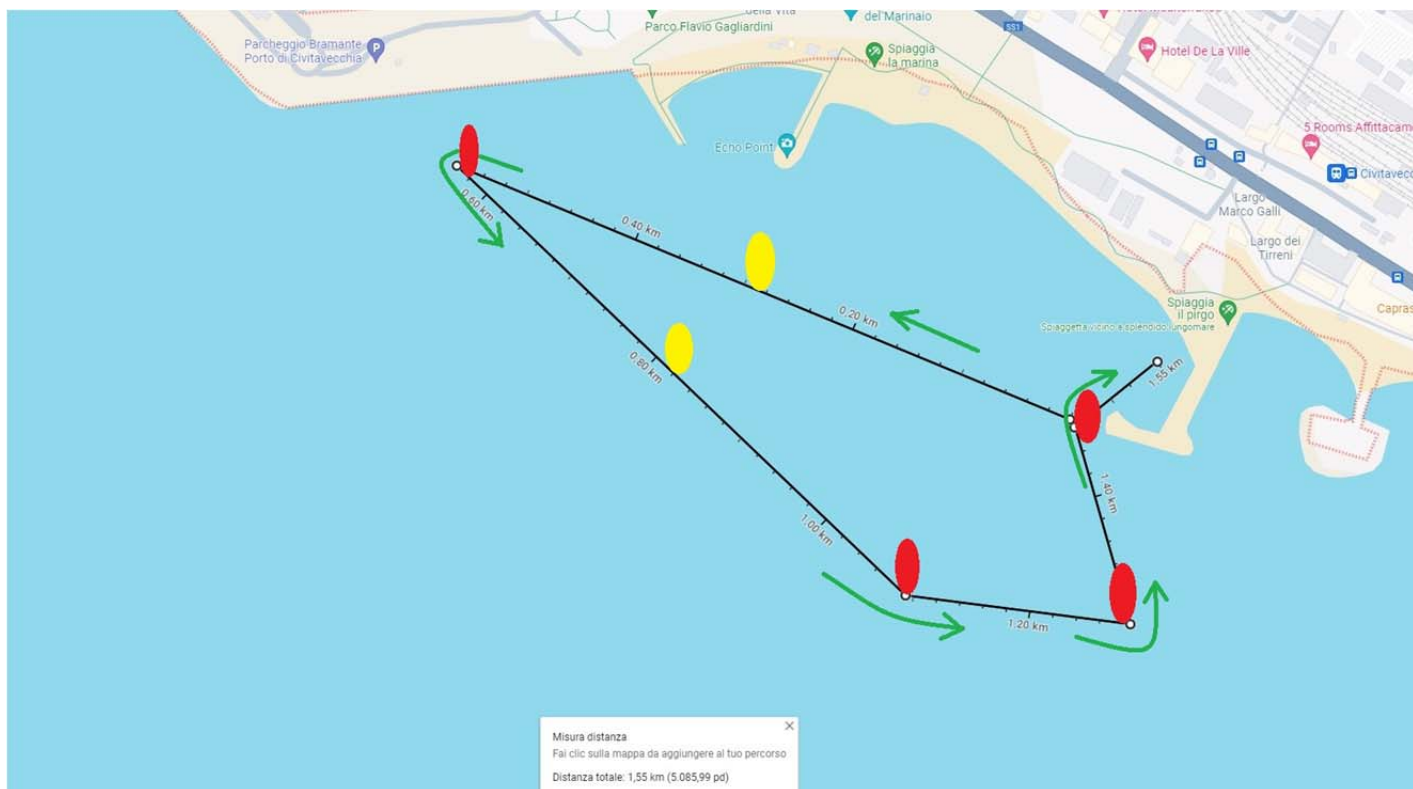 della Vita
del Marinaio
Parco Flavio Gagliardini
SS1
Parcheggio Bramante
Porto di Civitavecchia
P
Spiaggia
la marina
Hotel De La Ville
Echo Point
5 Rooms Affittacam
Civitavecc
Largo
Marco Galli
Largo dei
Tirreni
Spiaggia
il pirgo
Spiaggetta vicino a splendido lungomare
Capras
0,60 km
0,40 km
0,20 km
0,80 km
1,55 km
1,40 km
1,00 km
1,20 km
Misura distanza
Fai clic sulla mappa da aggiungere al tuo percorso
Distanza totale: 1,55 km (5.085,99 pd)